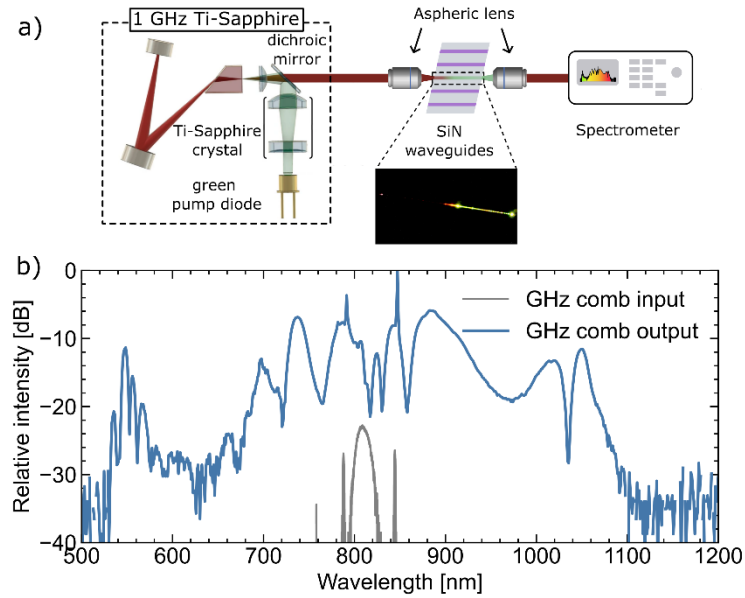 a)
1 GHz Ti-Sapphire
dichroic
mirror
Ti-Sapphire
crystal
green
pump diode
Aspheric lens
SiN
waveguides
Spectrometer
b)
GHz comb input
GHz comb output
Relative intensity [dB]
0
−10
−20
−30
−40
500
600
700
800
900
1000
1100
1200
Wavelength [nm]